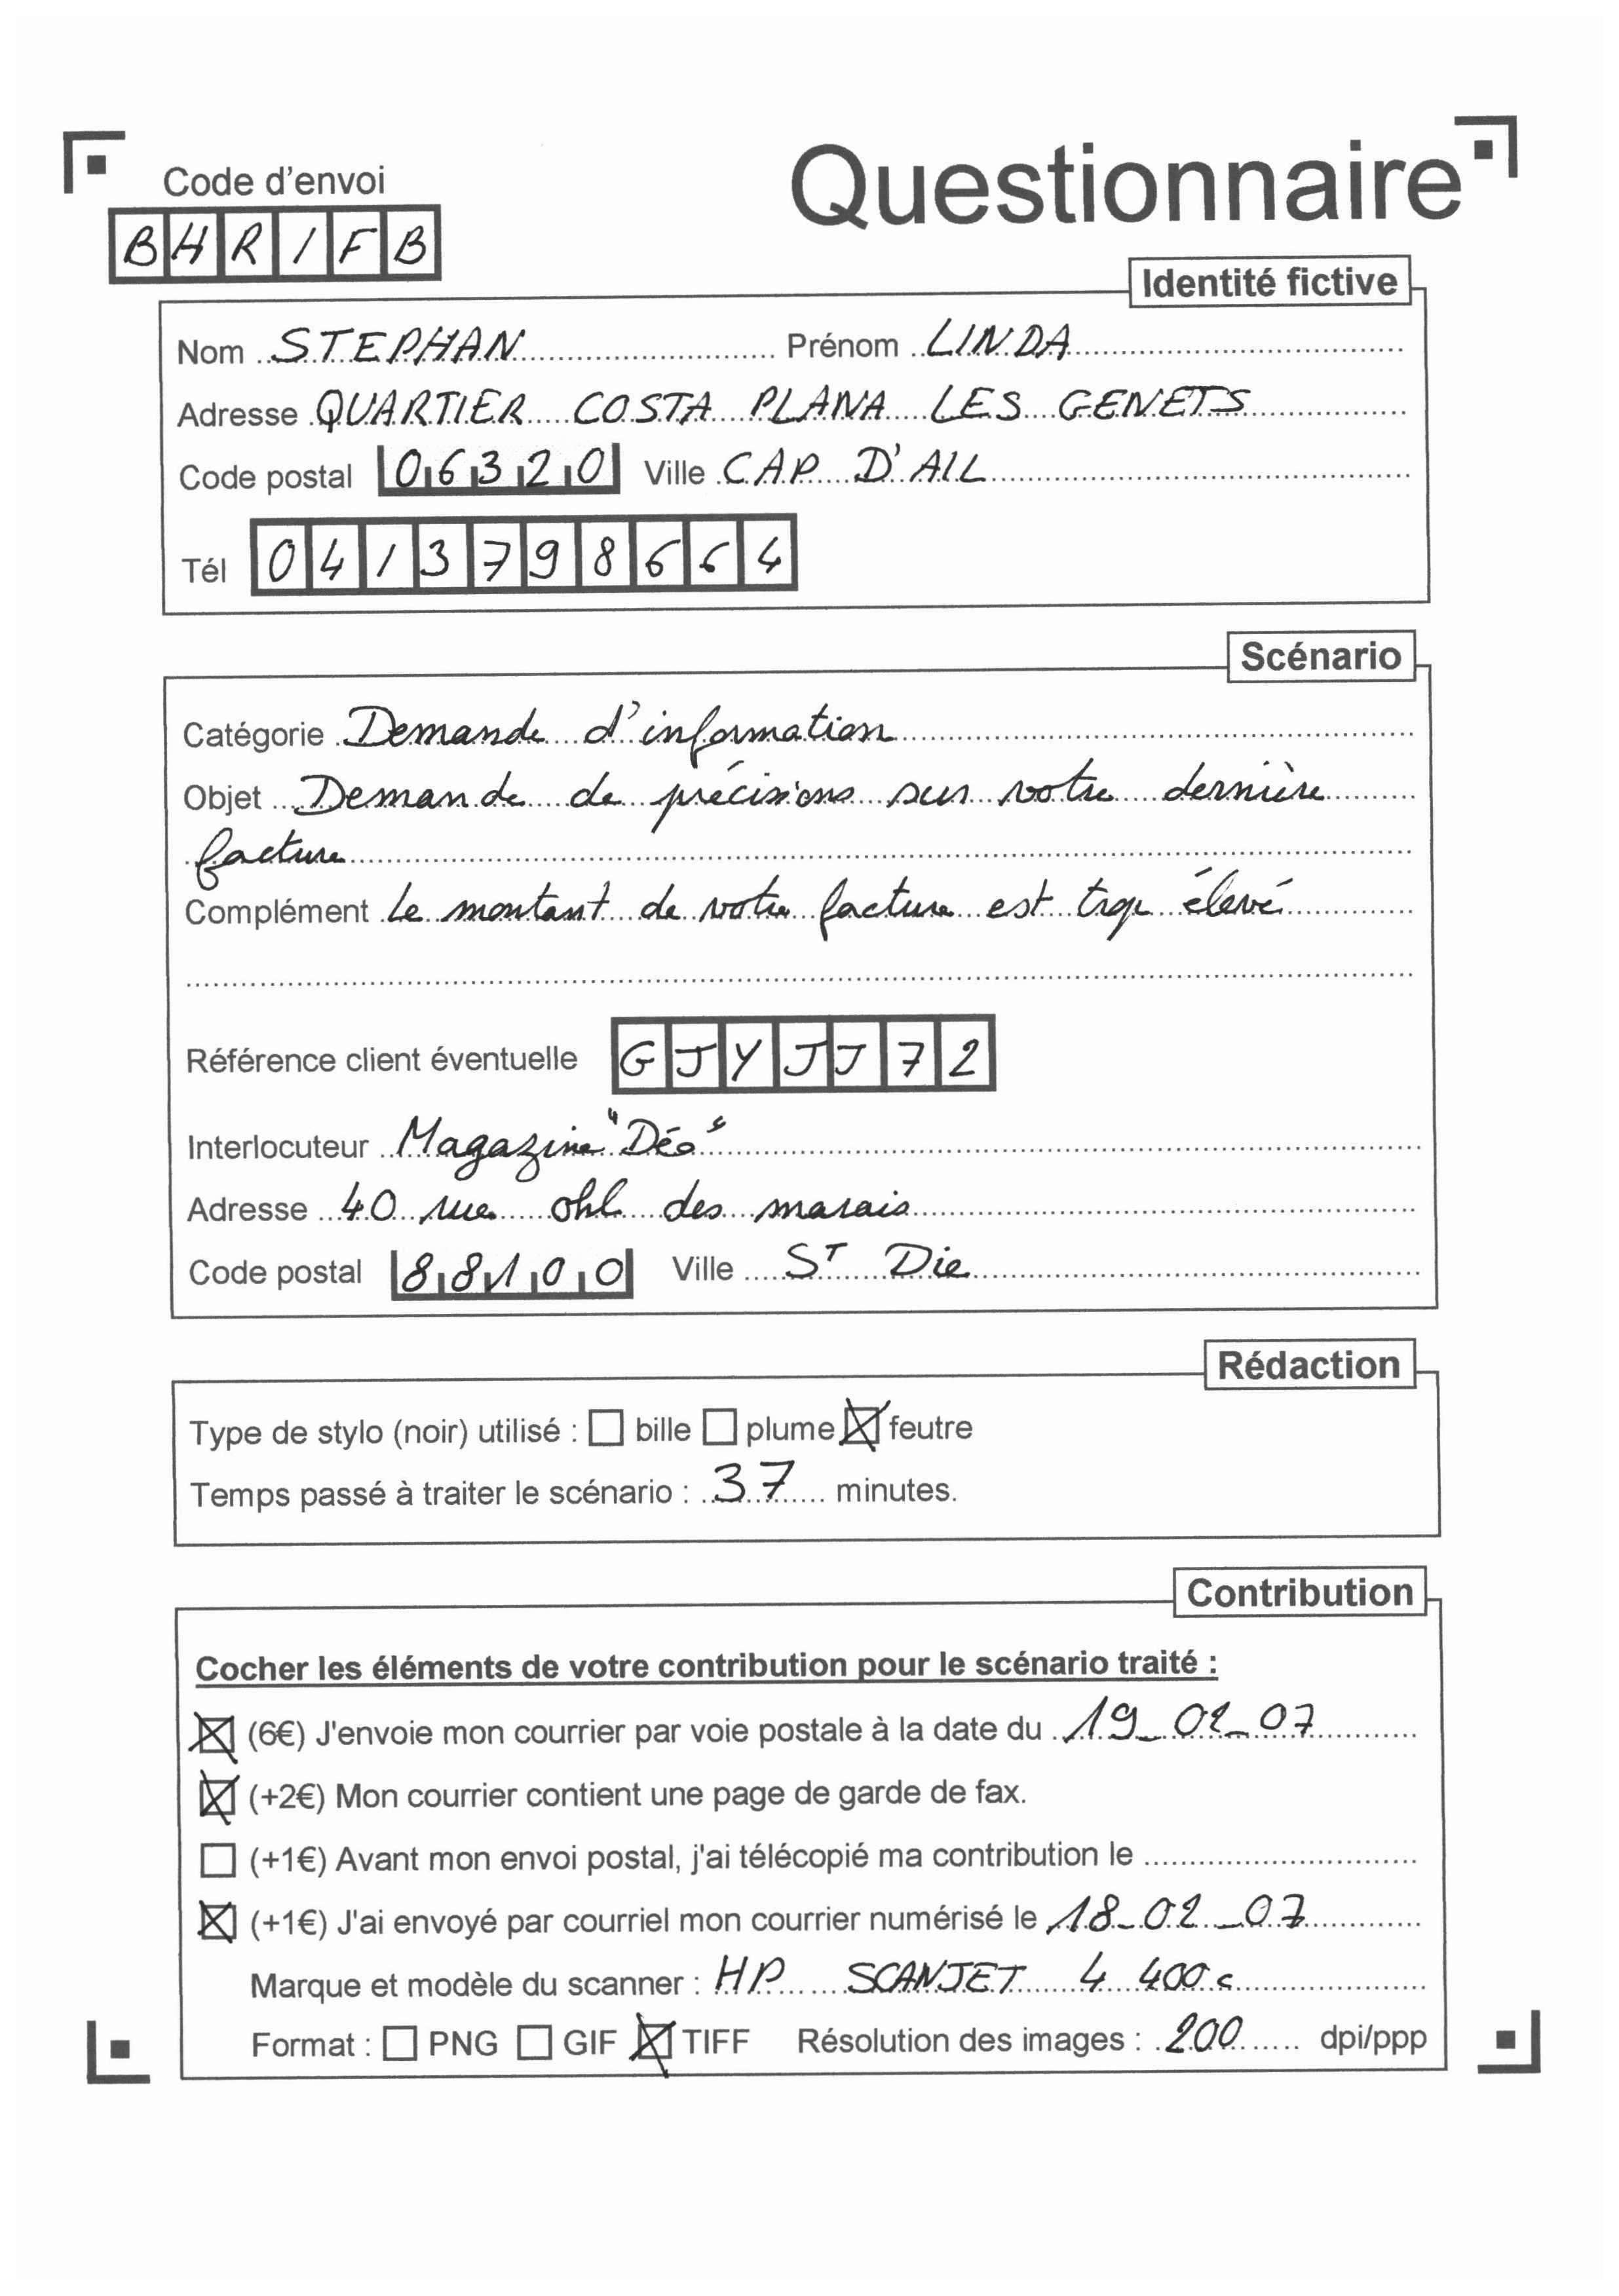 Code d'envoi
Questionnaire
BHRIFB
Identité fictive
Nom STEPHAN Prénom LINDA
Adresse QUARTIER COSTA PLANA LES GENETS
Code postal 06320 Ville CAP D'AIL
Tél 0413798664
Scénario
Catégorie Demande d'information
Objet Demande de précisions sur votre dernière
facture
Complément Le montant de votre facture est trop élevé
Référence client éventuelle GJYJJ72
Interlocuteur Magazine "Déo"
Adresse 40 rue ohl des marais
Code postal 88100 Ville ST Die
Rédaction
Type de stylo (noir) utilisé : bille plume feutre
Temps passé à traiter le scénario : 37 minutes.
Contribution
Cocher les éléments de votre contribution pour le scénario traité :
(6€) J'envoie mon courrier par voie postale à la date du 19_02_07
(+2€) Mon courrier contient une page de garde de fax.
(+1€) Avant mon envoi postal, j'ai télécopié ma contribution le
(+1€) J'ai envoyé par courriel mon courrier numérisé le 18_02_07
Marque et modèle du scanner : HP SCANJET 4400c
Format : PNG GIF TIFF Résolution des images : 200 dpi/ppp